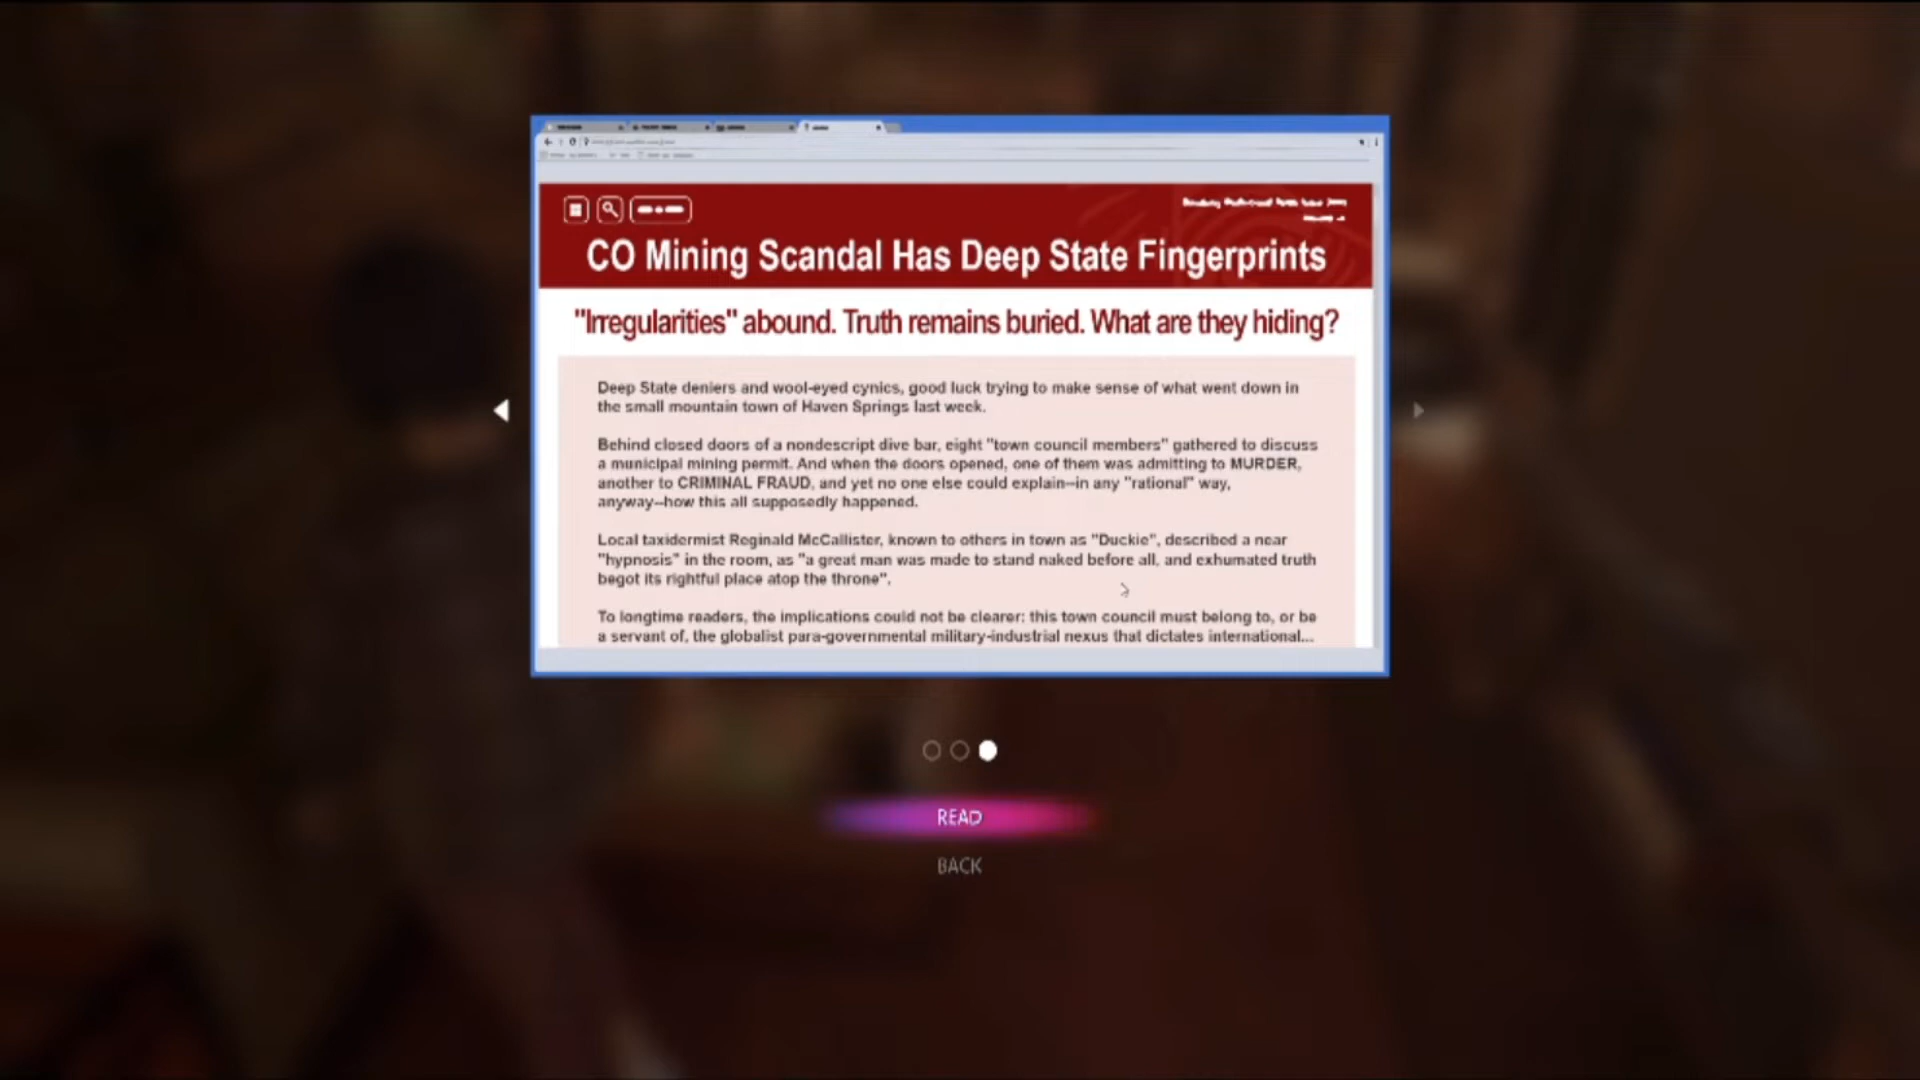 CO Mining Scandal Has Deep State Fingerprints
"Irregularities" abound. Truth remains buried. What are they hiding?
Deep State deniers and wool-eyed cynics, good luck trying to make sense of what went down in
the small mountain town of Haven Springs last week.
Behind closed doors of a nondescript dive bar, eight "town council members" gathered to discuss
a municipal mining permit. And when the doors opened, one of them was admitting to MURDER,
another to CRIMINAL FRAUD, and yet no one else could explain--in any "rational" way,
anyway--how this all supposedly happened.
Local taxidermist Reginald McCallister, known to others in town as "Duckie", described a near
"hypnosis" in the room, as "a great man was made to stand naked before all, and exhumated truth
begot its rightful place atop the throne".
To longtime readers, the implications could not be clearer: this town council must belong to, or be
a servant of, the globalist para-governmental military-industrial nexus that dictates international...
READ
BACK